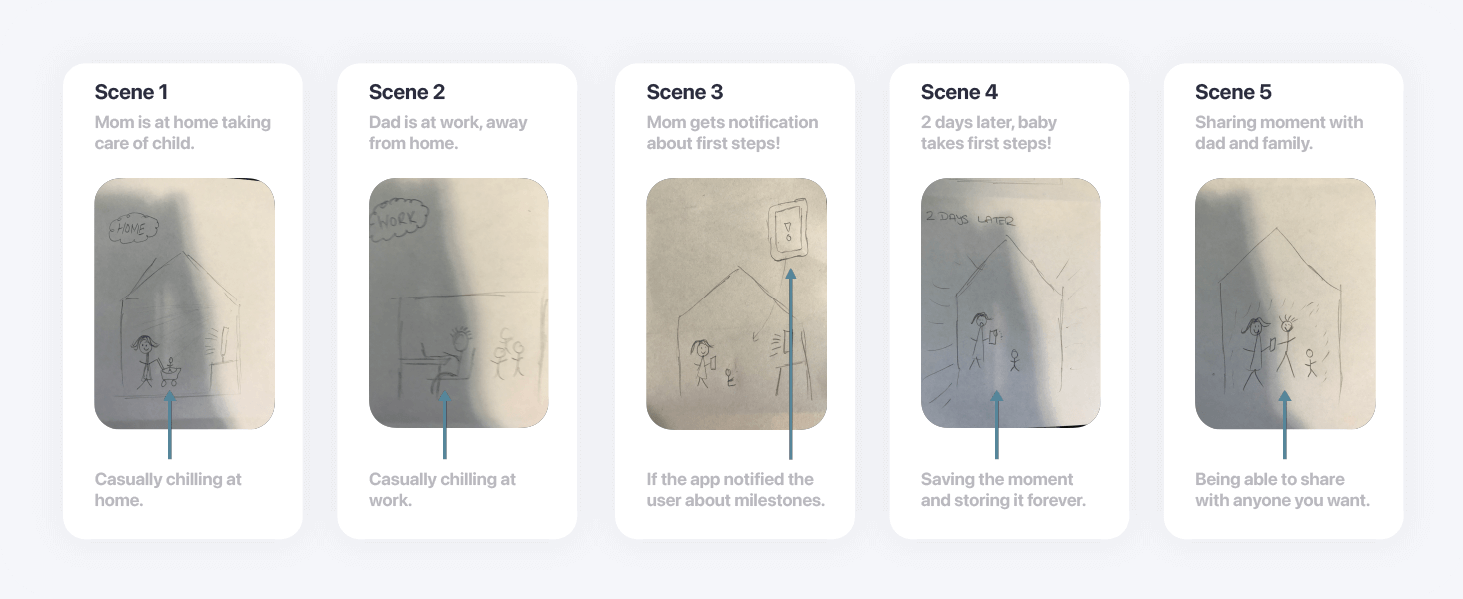 Scene 1
Mom is at home taking
care of child.
HOME
Casually chilling at
home.
Scene 2
Dad is at work, away
from home.
WORK
Casually chilling at
work.
Scene 3
Mom gets notification
about first steps!
!
If the app notified the
user about milestones.
Scene 4
2 days later, baby
takes first steps!
2 DAYS LATER
Saving the moment
and storing it forever.
Scene 5
Sharing moment with
dad and family.
Being able to share
with anyone you want.